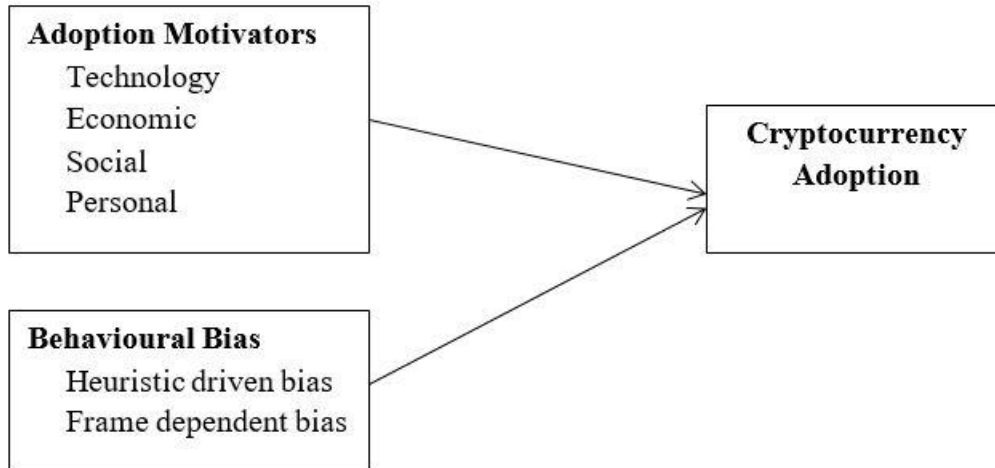 Adoption Motivators
Technology
Economic
Social
Personal
Cryptocurrency
Adoption
Behavioural Bias
Heuristic driven bias
Frame dependent bias